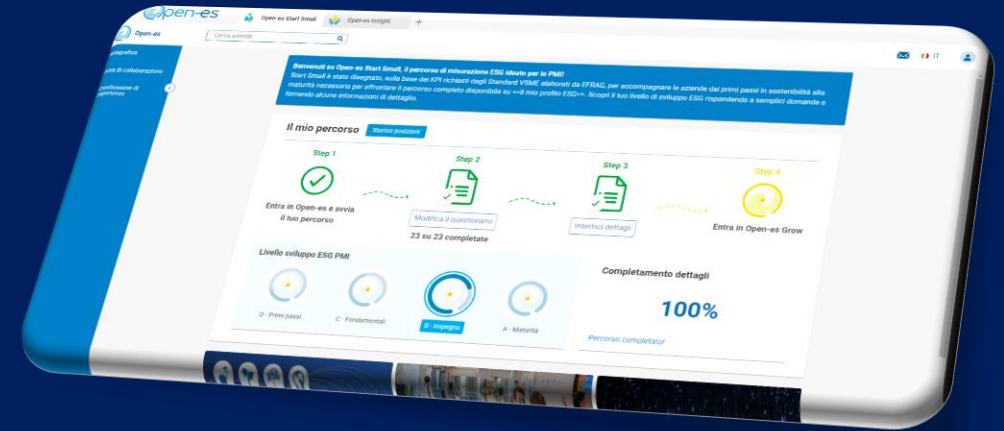 Open-es
Open-es Start Small
Open-es Insight
+
Open-es
Cerca azienda
IT
Benvenuti su Open-es Start Small, il percorso di misurazione ESG ideato per le PMI!
Start Small è stato disegnato, sulla base dei KPI richiesti dagli Standard VSME elaborati da EFRAG, per accompagnare le aziende dai primi passi in sostenibilità alla
maturità necessaria per affrontare il percorso completo disponibile su <<Il mio profilo ESG>>. Scopri il tuo livello di sviluppo ESG rispondendo a semplici domande e
fornendo alcune informazioni di dettaglio.
Il mio percorso
Storico posizioni
Step 1
Step 2
Step 3
Step 4
Entra in Open-es e avvia
il tuo percorso
Modifica il questionario
23 su 23 completate
Inserisci dettagli
Entra in Open-es Grow
Livello sviluppo ESG PMI
D - Primi passi
C - Fondamentali
B - Impegno
A - Maturità
Completamento dettagli
100%
Percorso completato!
di collaborazione